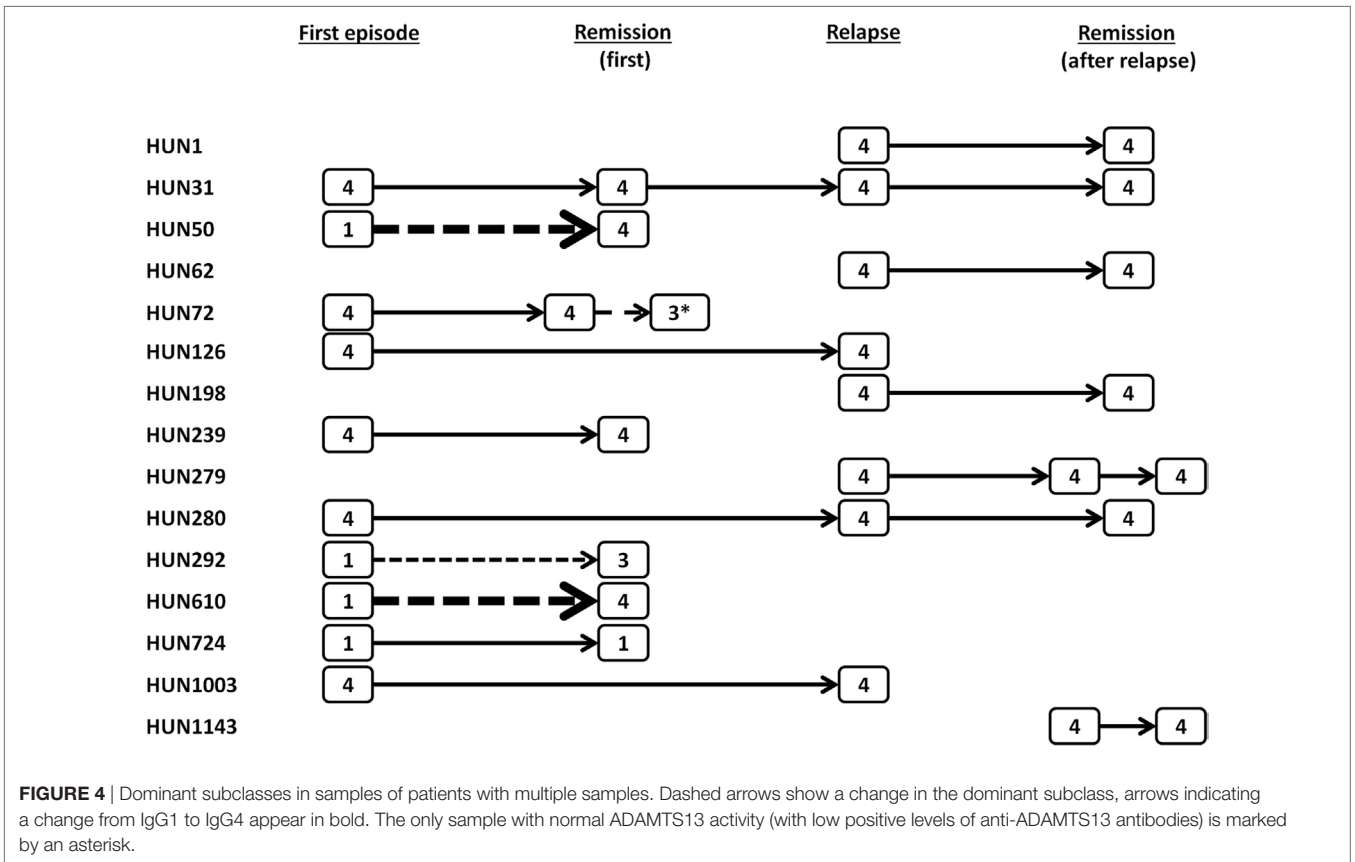 First episode Remission (first) Relapse Remission (after relapse)
HUN1 4 4
HUN31 4 4 4 4
HUN50 1 4
HUN62 4 4
HUN72 4 4 3*
HUN126 4 4
HUN198 4 4
HUN239 4 4
HUN279 4 4 4
HUN280 4 4 4
HUN292 1 3
HUN610 1 4
HUN724 1 1
HUN1003 4 4
HUN1143 4 4
FIGURE 4 | Dominant subclasses in samples of patients with multiple samples. Dashed arrows show a change in the dominant subclass, arrows indicating
a change from IgG1 to IgG4 appear in bold. The only sample with normal ADAMTS13 activity (with low positive levels of anti-ADAMTS13 antibodies) is marked
by an asterisk.